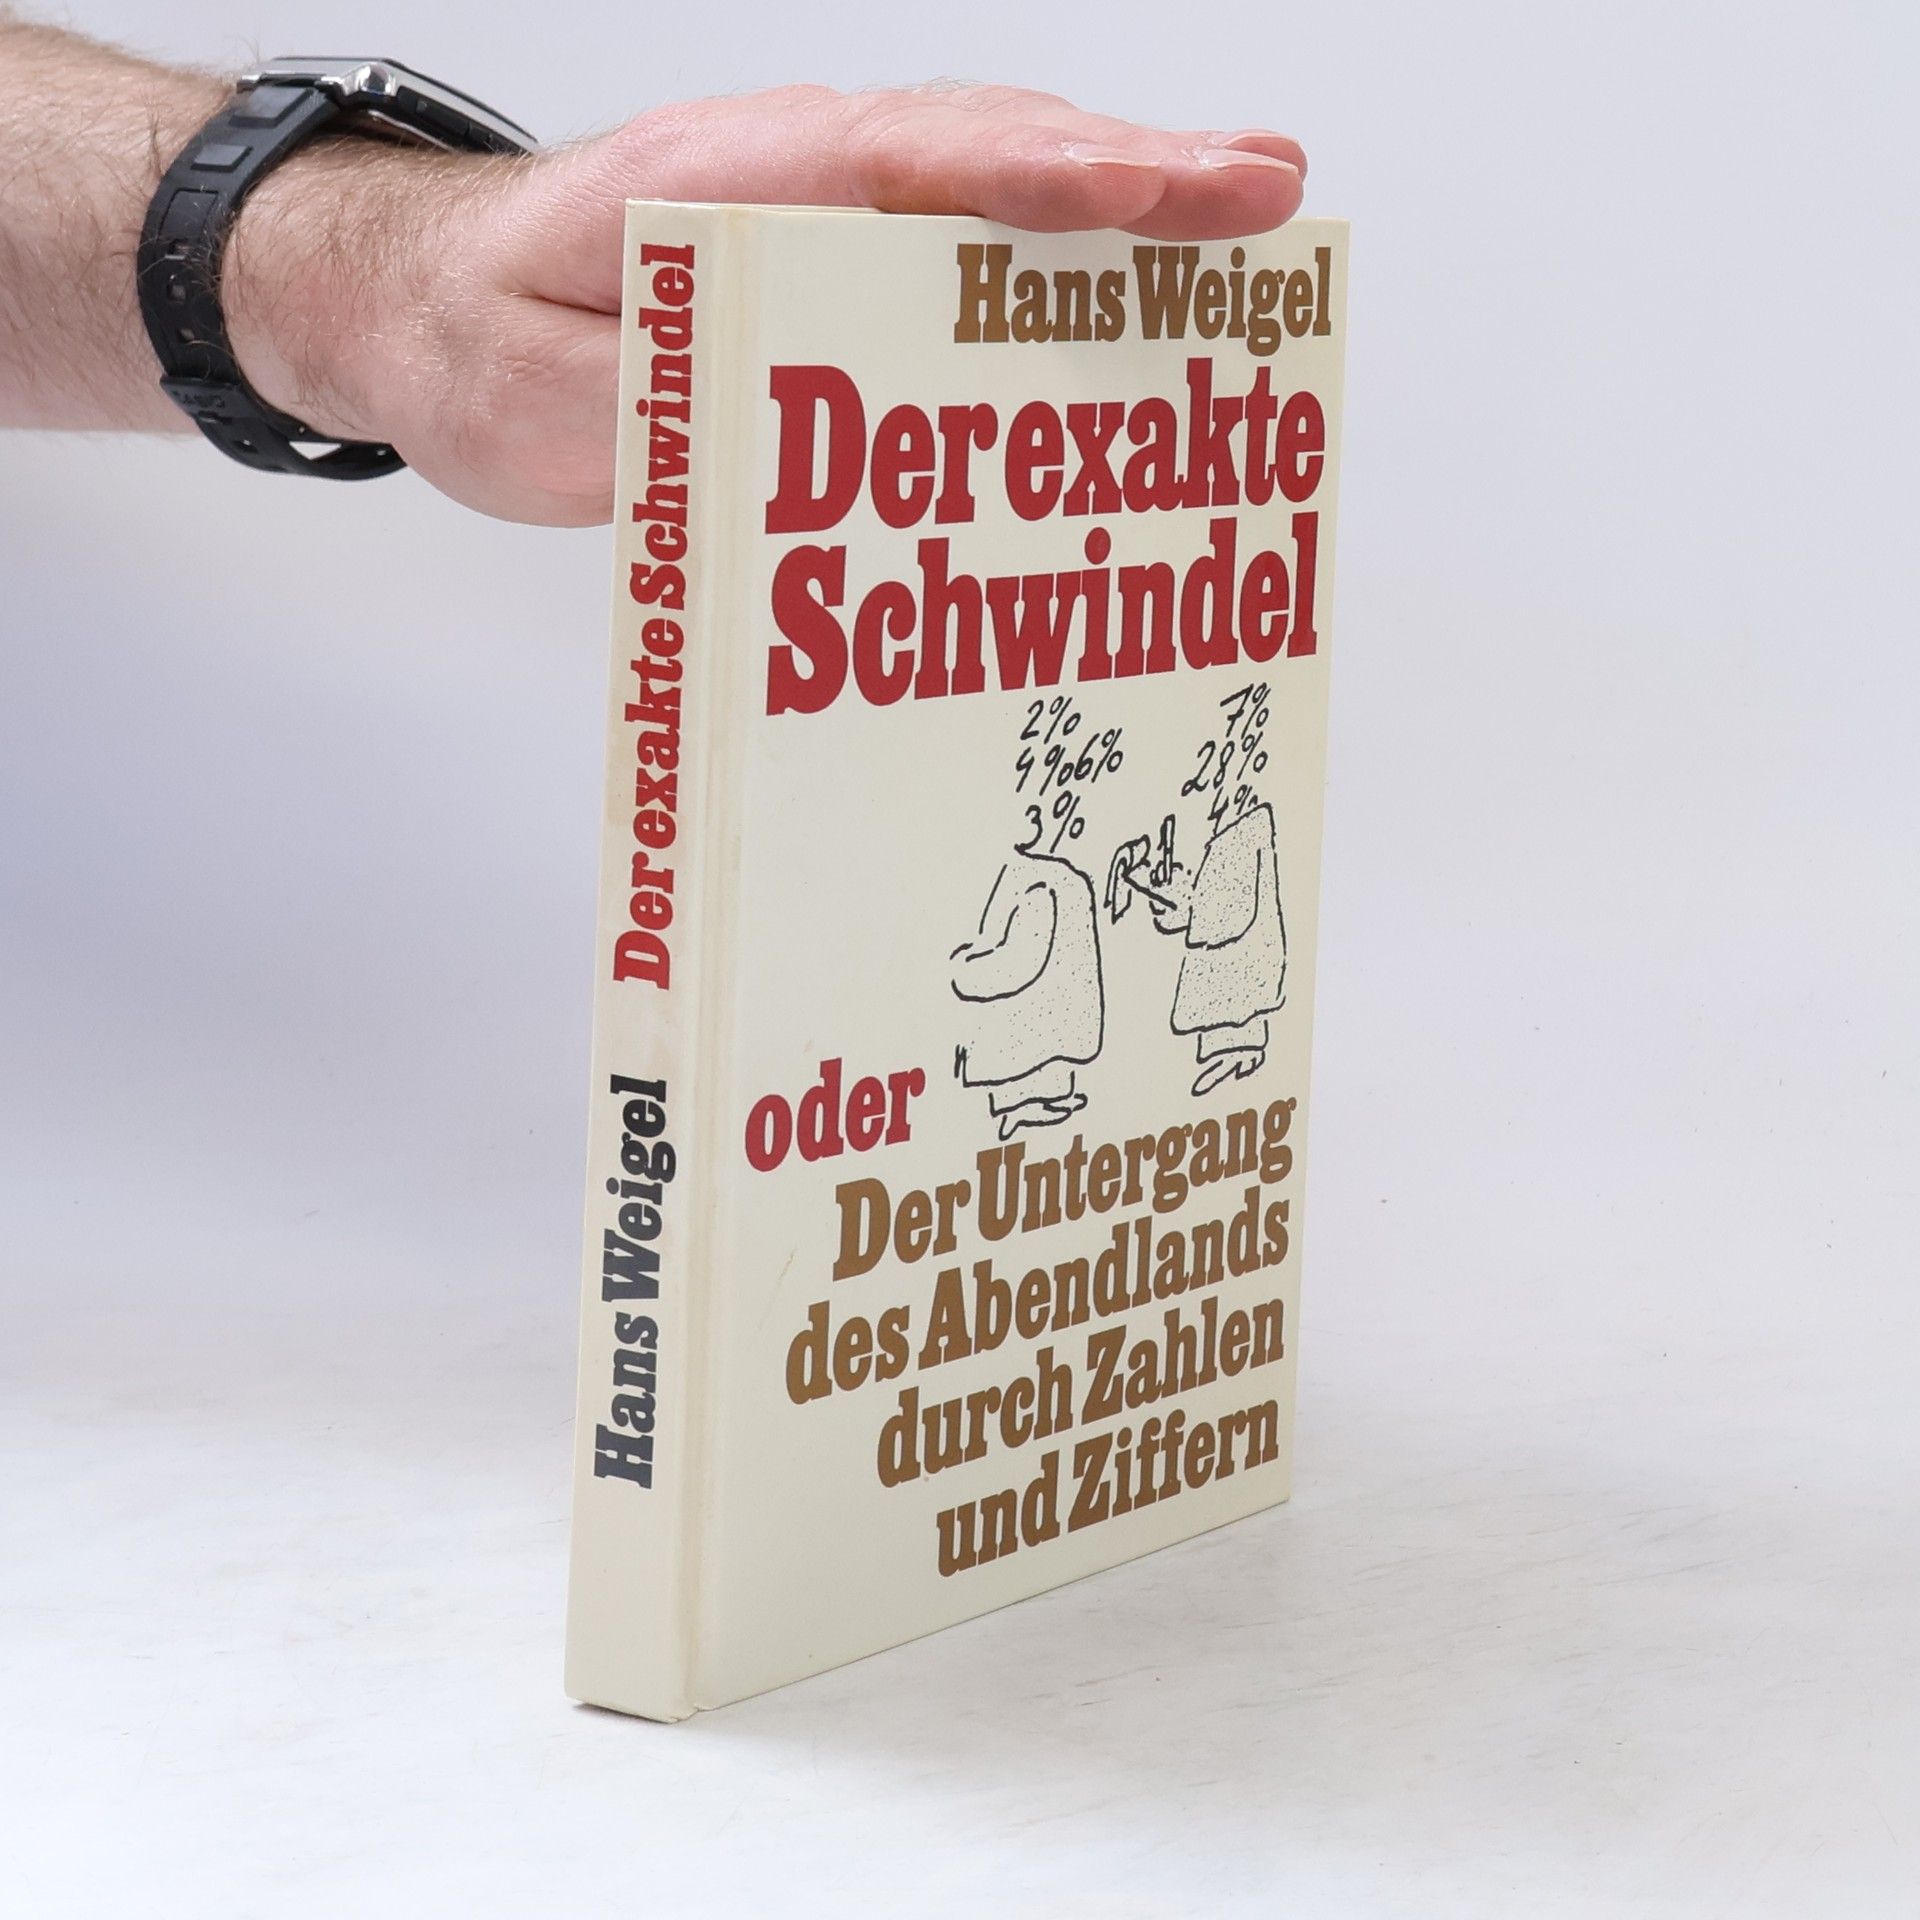 Hans Weigel Der exakte Schwindel
Hans Weigel
Der exakte
Schwindel
2%
7%
4% 6%
28%
3%
4%
oder
Der Untergang
des Abendlands
durch Zahlen
und Ziffern